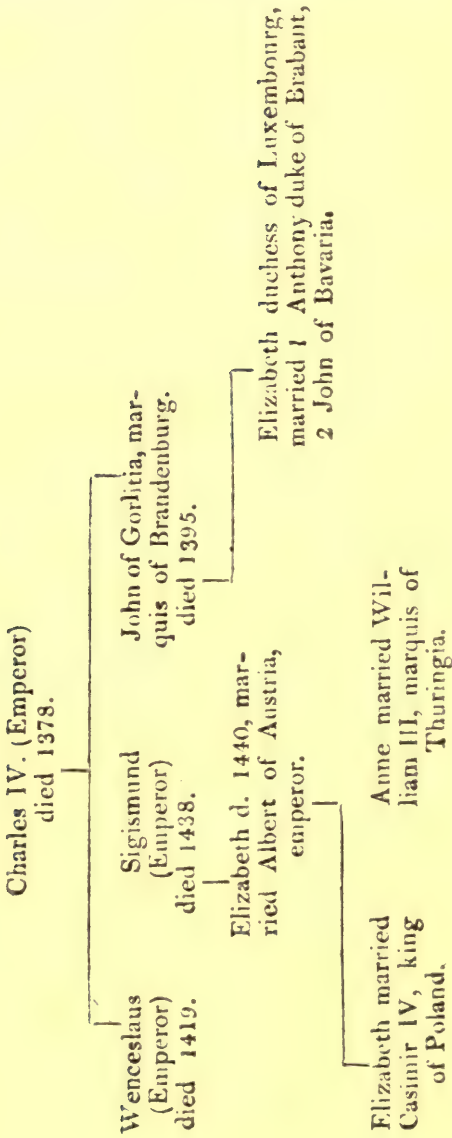 Charles IV. (Emperor)
died 1378.
Wenceslaus
(Emperor)
died 1419.
Sigismund
(Emperor)
died 1438.
John of Gorlitia, mar-
quis of Brandenburg.
died 1395.
Elizabeth d. 1440, mar-
ried Albert of Austria,
emperor.
Elizabeth duchess of Luxembourg,
married 1 Anthony duke of Brabant,
2 John of Bavaria.
Elizabeth married
Casimir IV, king
of Poland.
Anne married Wil-
liam III, marquis of
Thuringia.